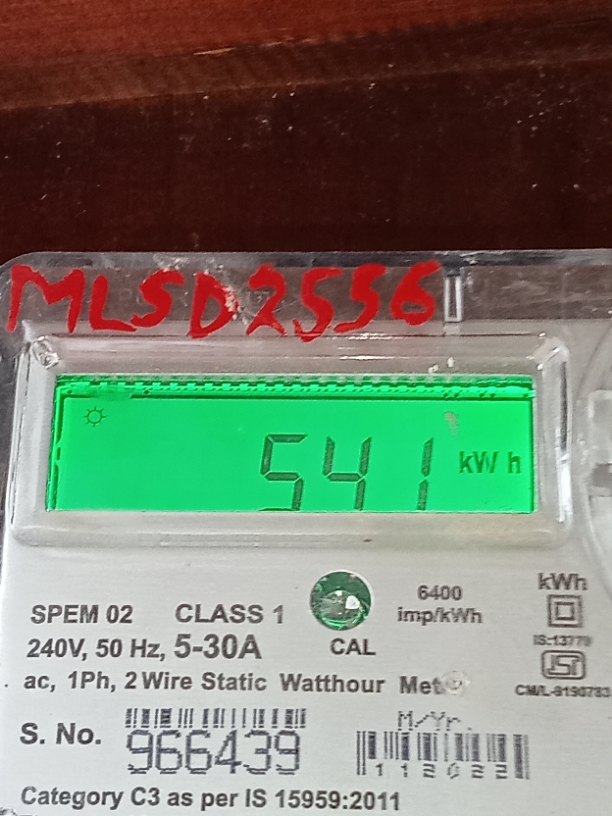 MLSD2556
541 kWh
6400
imp/kWh
kWh
SPEM 02 CLASS 1
240V, 50 Hz, 5-30A
CAL
IS:13779
ISI
ac, 1Ph, 2 Wire Static Watthour Met
CM/L-9190783
S. No. 966439
M/Yr.
112022
Category C3 as per IS 15959:2011